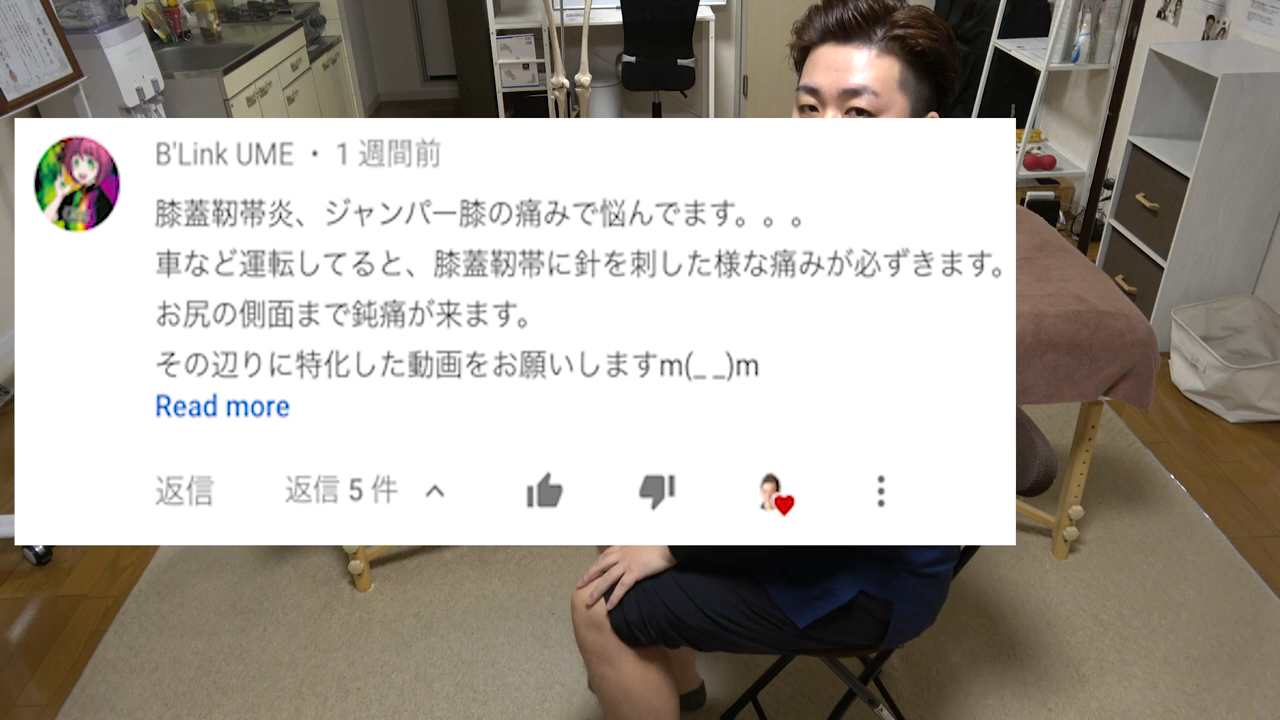 B'Link UME ・ 1 週間前
膝蓋靭帯炎、ジャンパー膝の痛みで悩んでます。。。
車など運転してると、膝蓋靭帯に針を刺した様な痛みが必ずきます。
お尻の側面まで鈍痛が来ます。
その辺りに特化した動画をお願いしますm(_ _)m
Read more
返信 返信 5 件